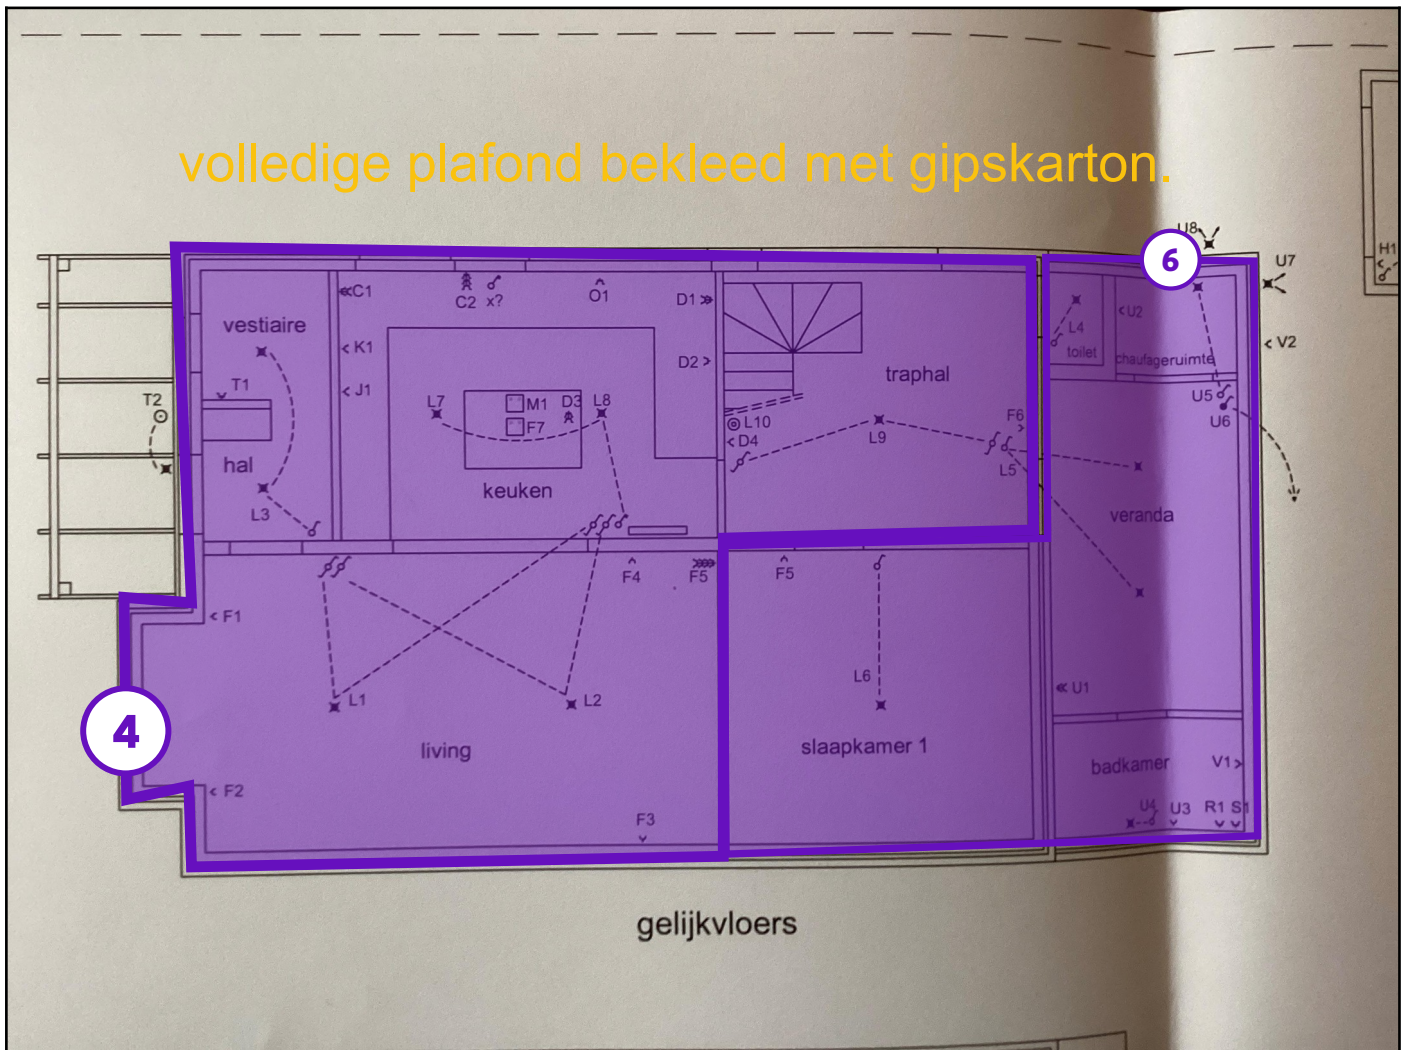 volledige plafond bekleed met gipskarton.
U8
6
U7
H1
C1
C2 x?
O1
D1
U2
L4
vestiaire
toilet
chaufageruimte
V2
K1
D2
traphal
T1
J1
T2
L7
M1
D3
L8
F7
L10
D4
L9
F6
U5
U6
hal
L5
keuken
L3
veranda
F4
F5
F5
F1
L6
U1
L1
L2
4
living
slaapkamer 1
badkamer
V1
F2
F3
U4
U3
R1
S1
gelijkvloers